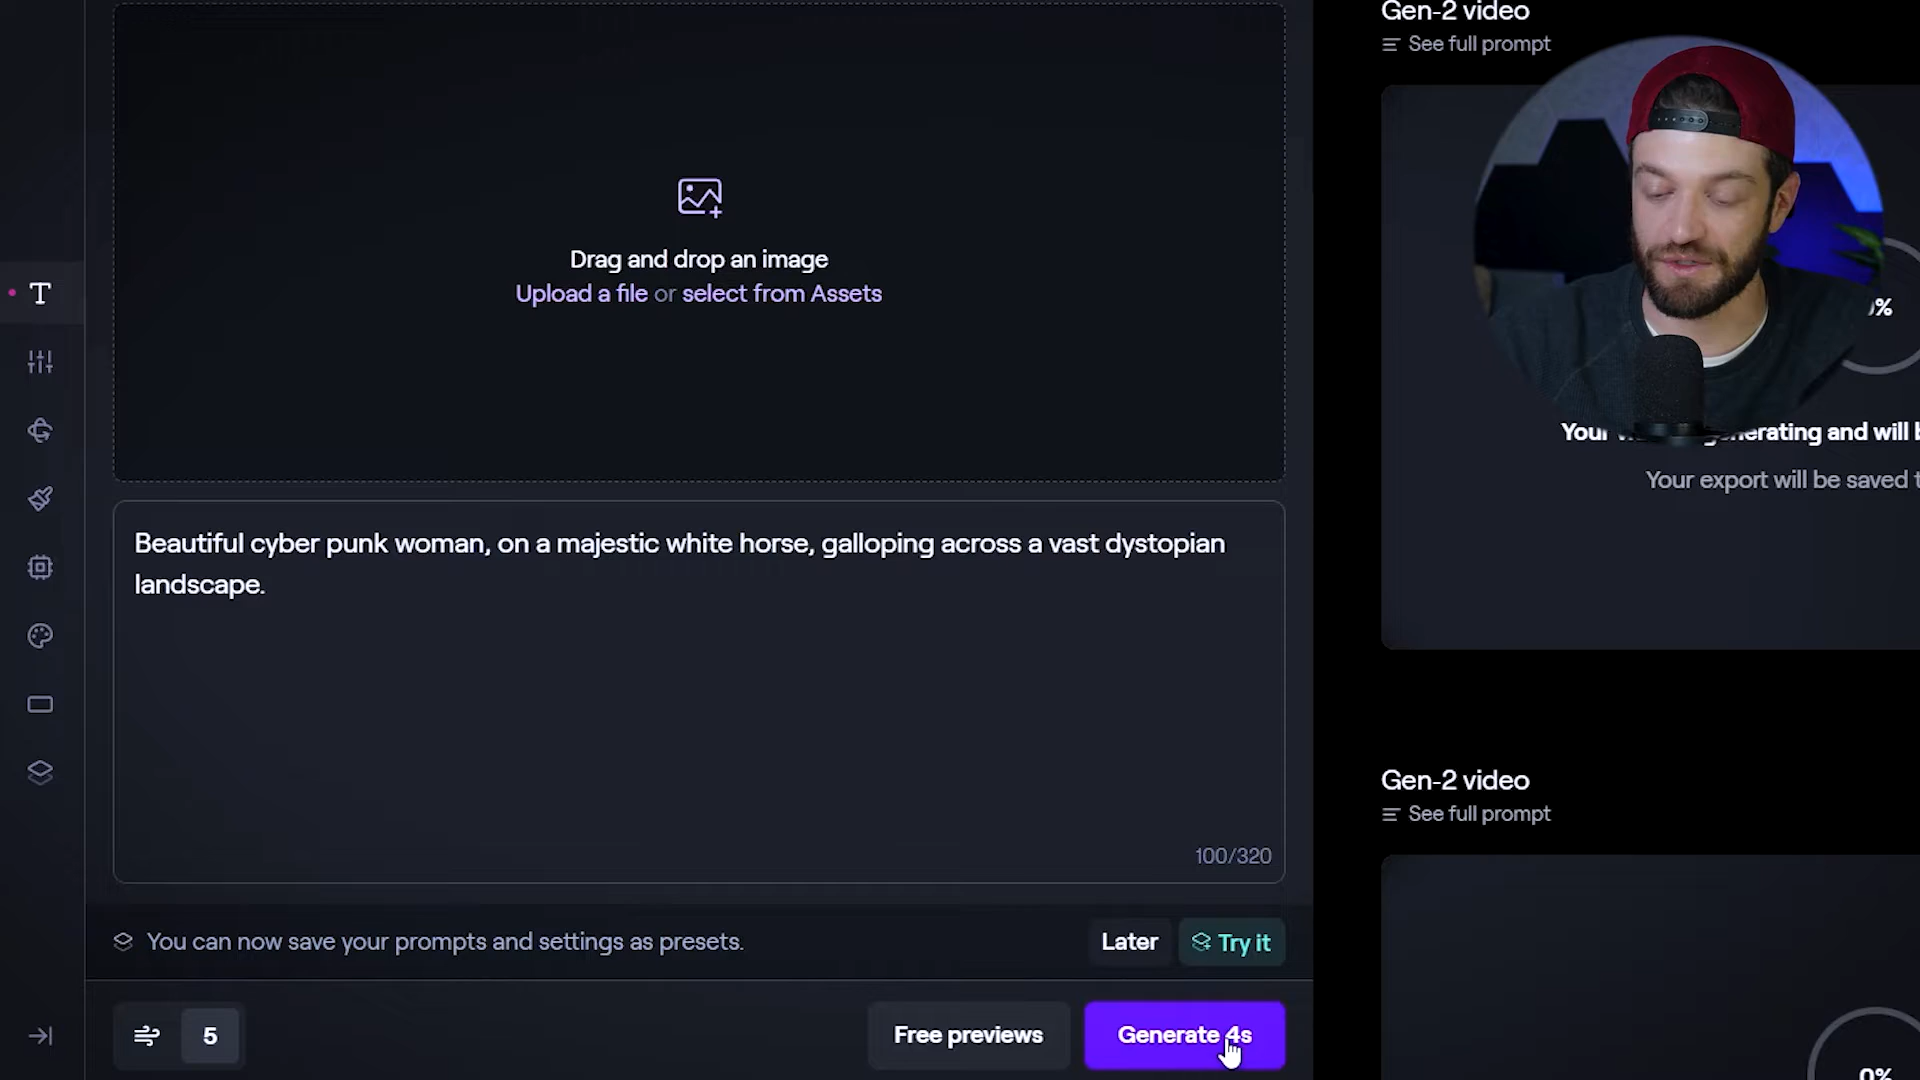 Gen-2 video
See full prompt
Drag and drop an image
Upload a file or select from Assets
T
%
Your generating and will
Your export will be saved
Beautiful cyber punk woman, on a majestic white horse, galloping across a vast dystopian
landscape.
100/320
Gen-2 video
See full prompt
You can now save your prompts and settings as presets.
Later
Try it
5
Free previews
Generate 4s
0%